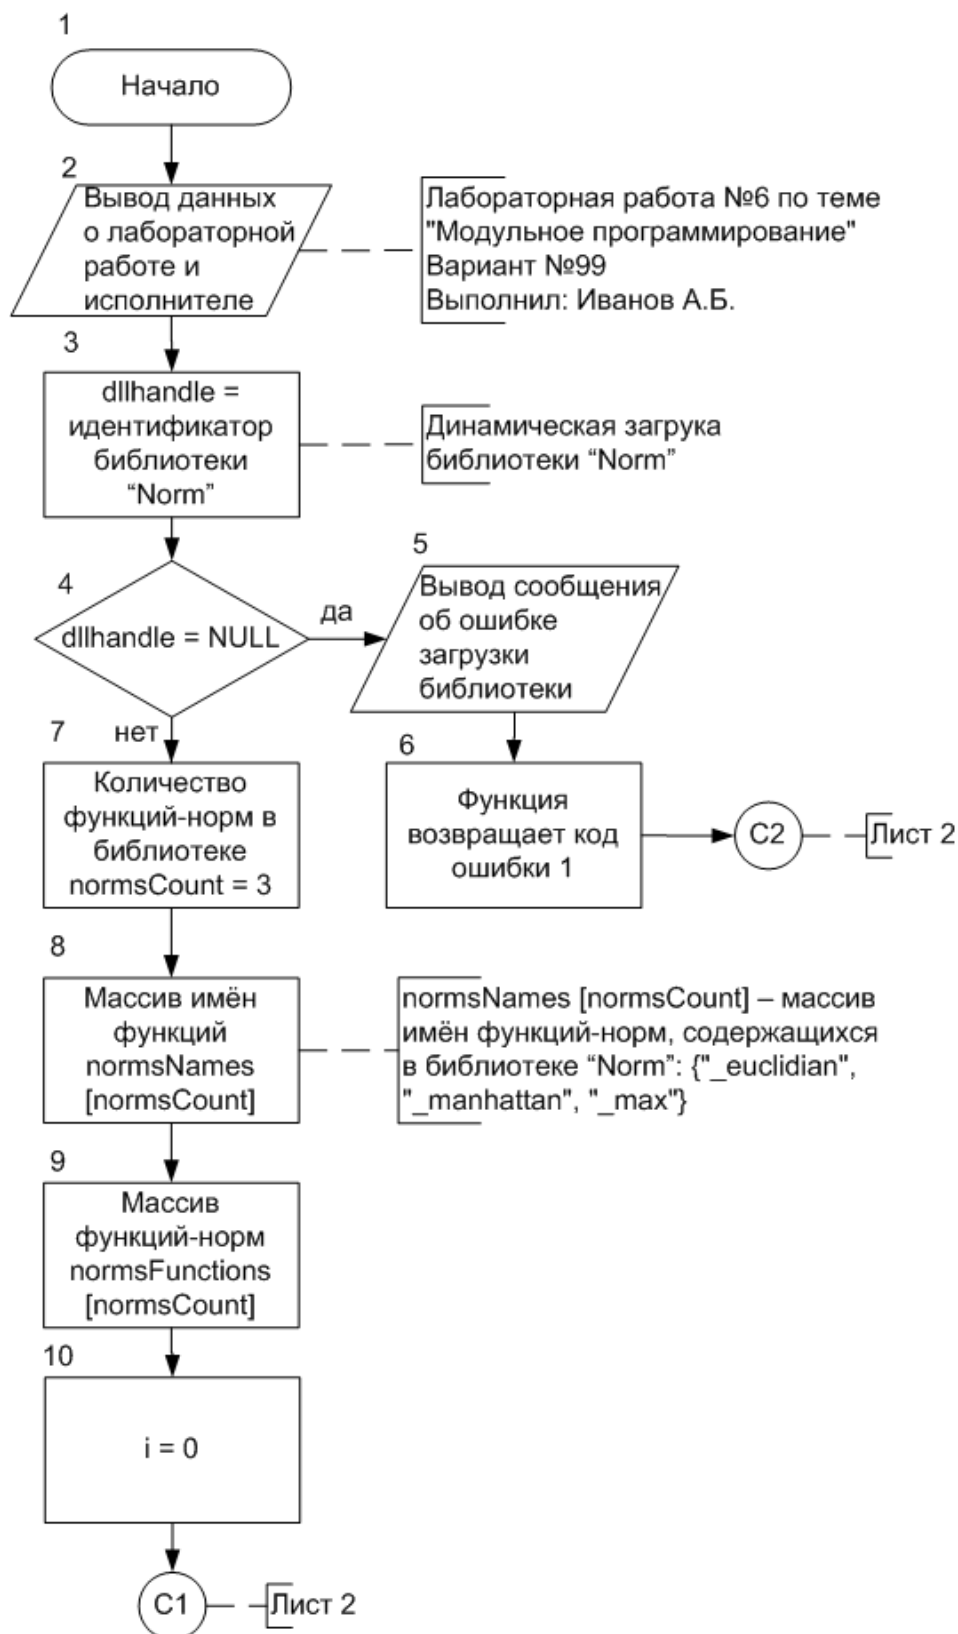 1
Начало
2
Вывод данных
о лабораторной
работе и
исполнителе
Лабораторная работа №6 по теме
"Модульное программирование"
Вариант №99
Выполнил: Иванов А.Б.
3
dllhandle =
идентификатор
библиотеки
“Norm”
Динамическая загрука
библиотеки “Norm”
4
dllhandle = NULL
да
5
Вывод сообщения
об ошибке
загрузки
библиотеки
6
Функция
возвращает код
ошибки 1
C2
Лист 2
нет
7
Количество
функций-норм в
библиотеке
normsCount = 3
8
Массив имён
функций
normsNames
[normsCount]
normsNames [normsCount] – массив
имён функций-норм, содержащихся
в библиотеке “Norm”: {"_euclidian",
"_manhattan", "_max"}
9
Массив
функций-норм
normsFunctions
[normsCount]
10
i = 0
C1
Лист 2